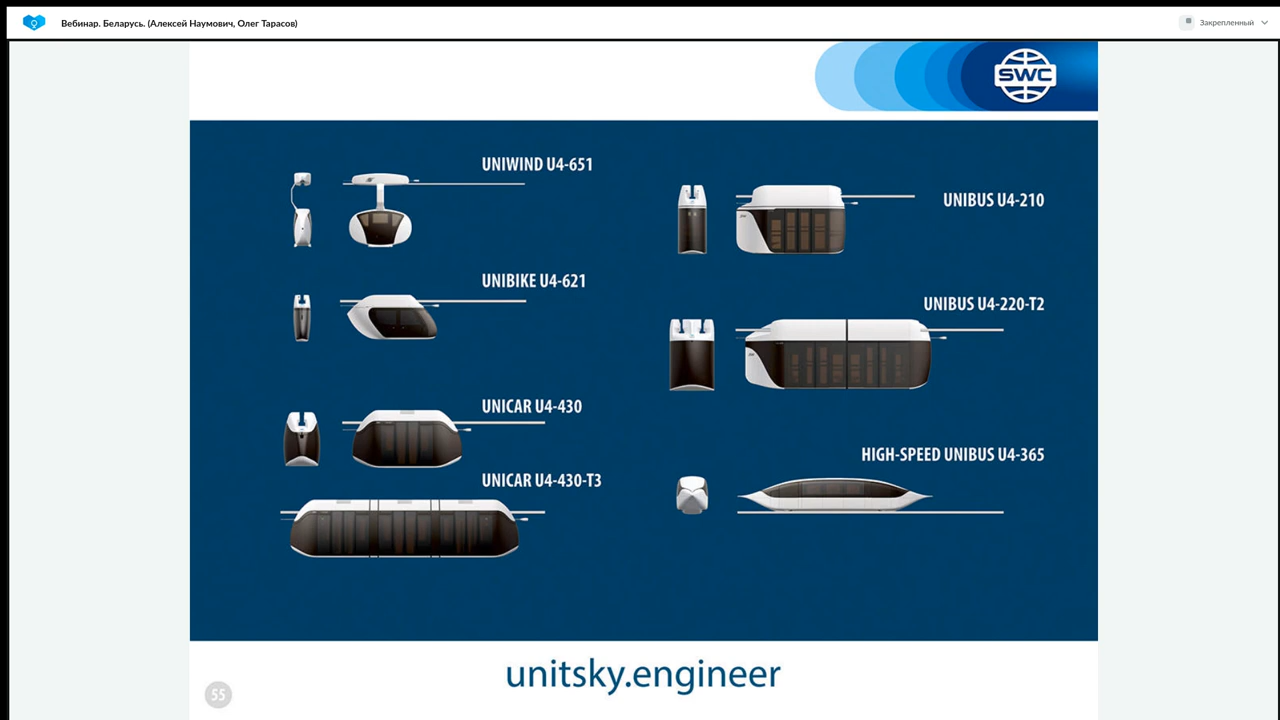 Вебинар. Беларусь. (Алексей Наумович, Олег Тарасов)
Закрепленный
SWC
UNIWIND U4-651
UNIBUS U4-210
UNIBIKE U4-621
UNIBUS U4-220-T2
UNICAR U4-430
HIGH-SPEED UNIBUS U4-365
UNICAR U4-430-T3
unitsky.engineer
55